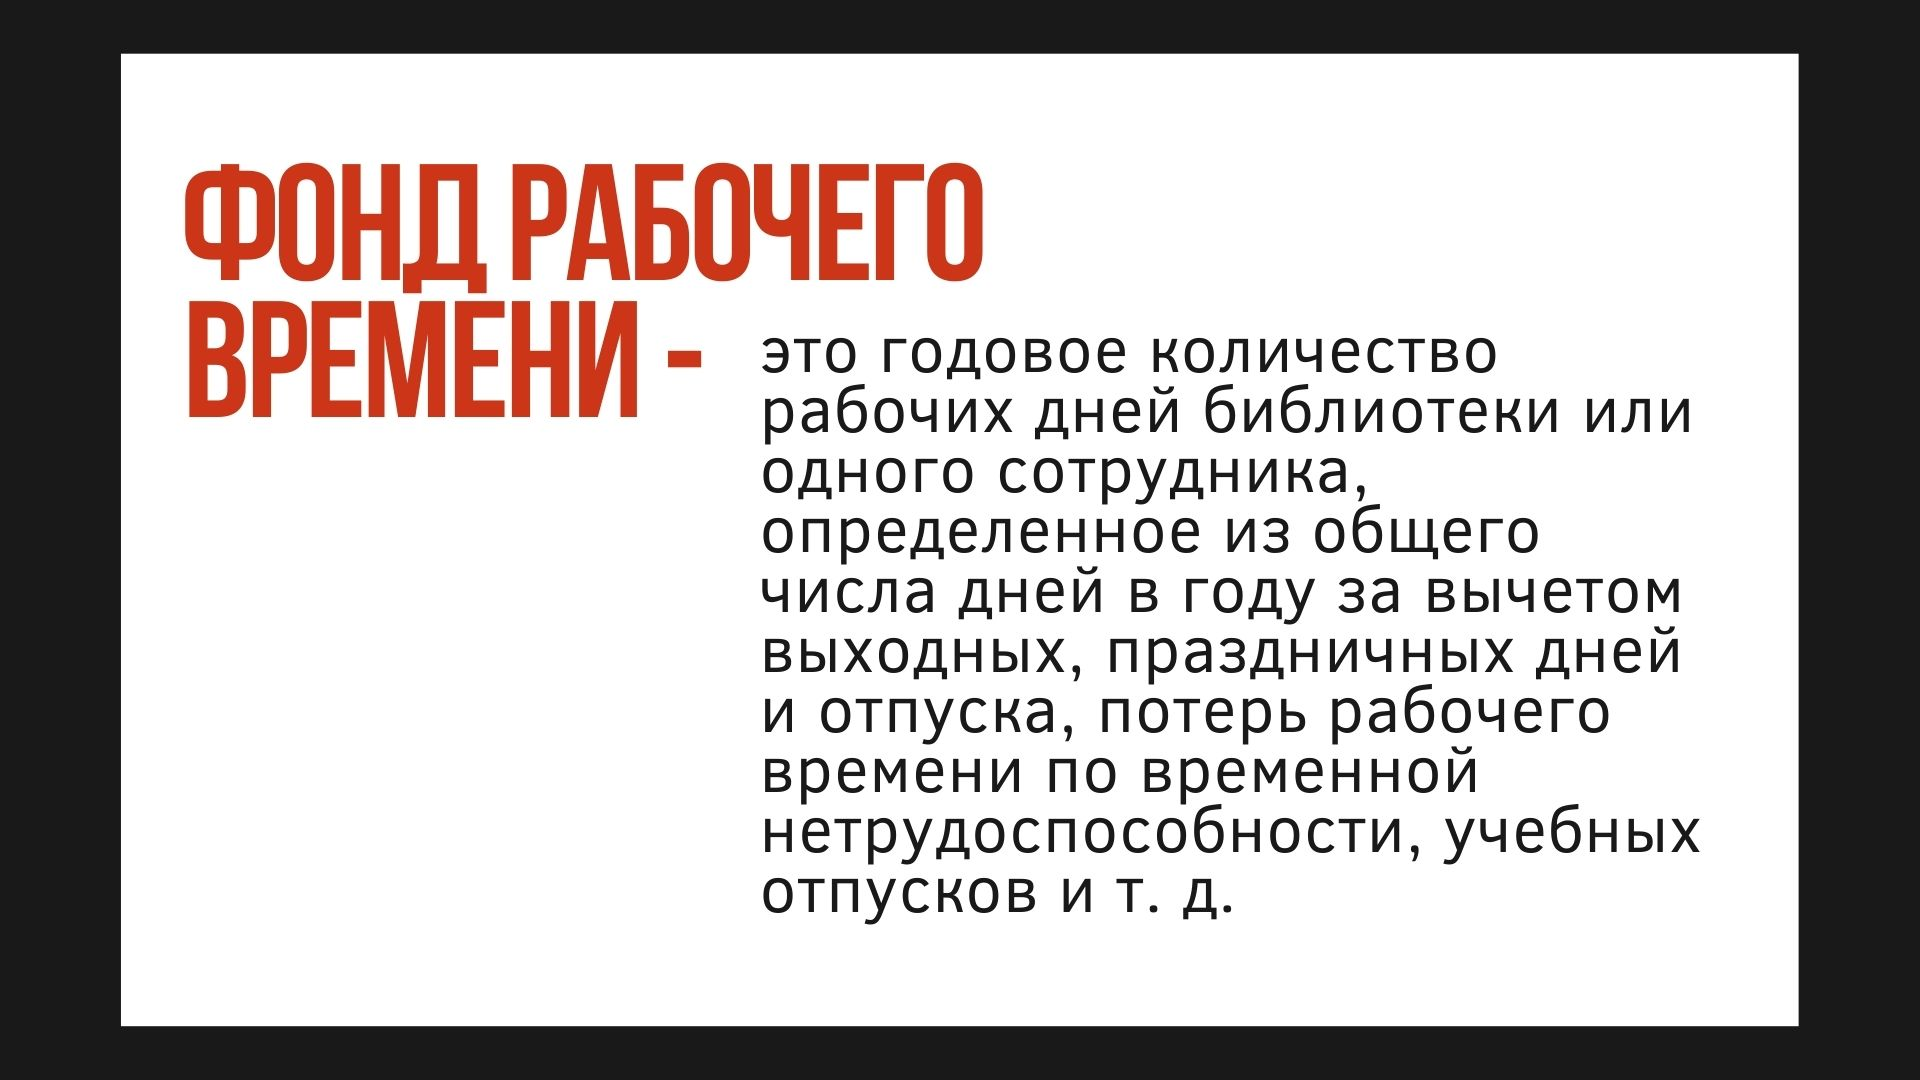 ФОНД РАБОЧЕГО
ВРЕМЕНИ -
это годовое количество
рабочих дней библиотеки или
одного сотрудника,
определенное из общего
числа дней в году за вычетом
выходных, праздничных дней
и отпуска, потерь рабочего
времени по временной
нетрудоспособности, учебных
отпусков и т. д.